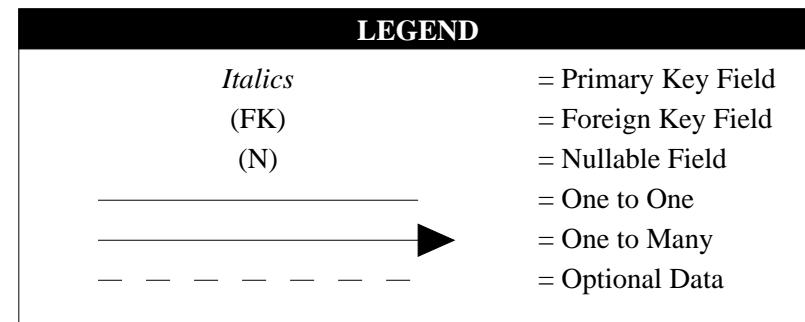 LEGEND
Italics = Primary Key Field
(FK) = Foreign Key Field
(N) = Nullable Field
= One to One
= One to Many
= Optional Data